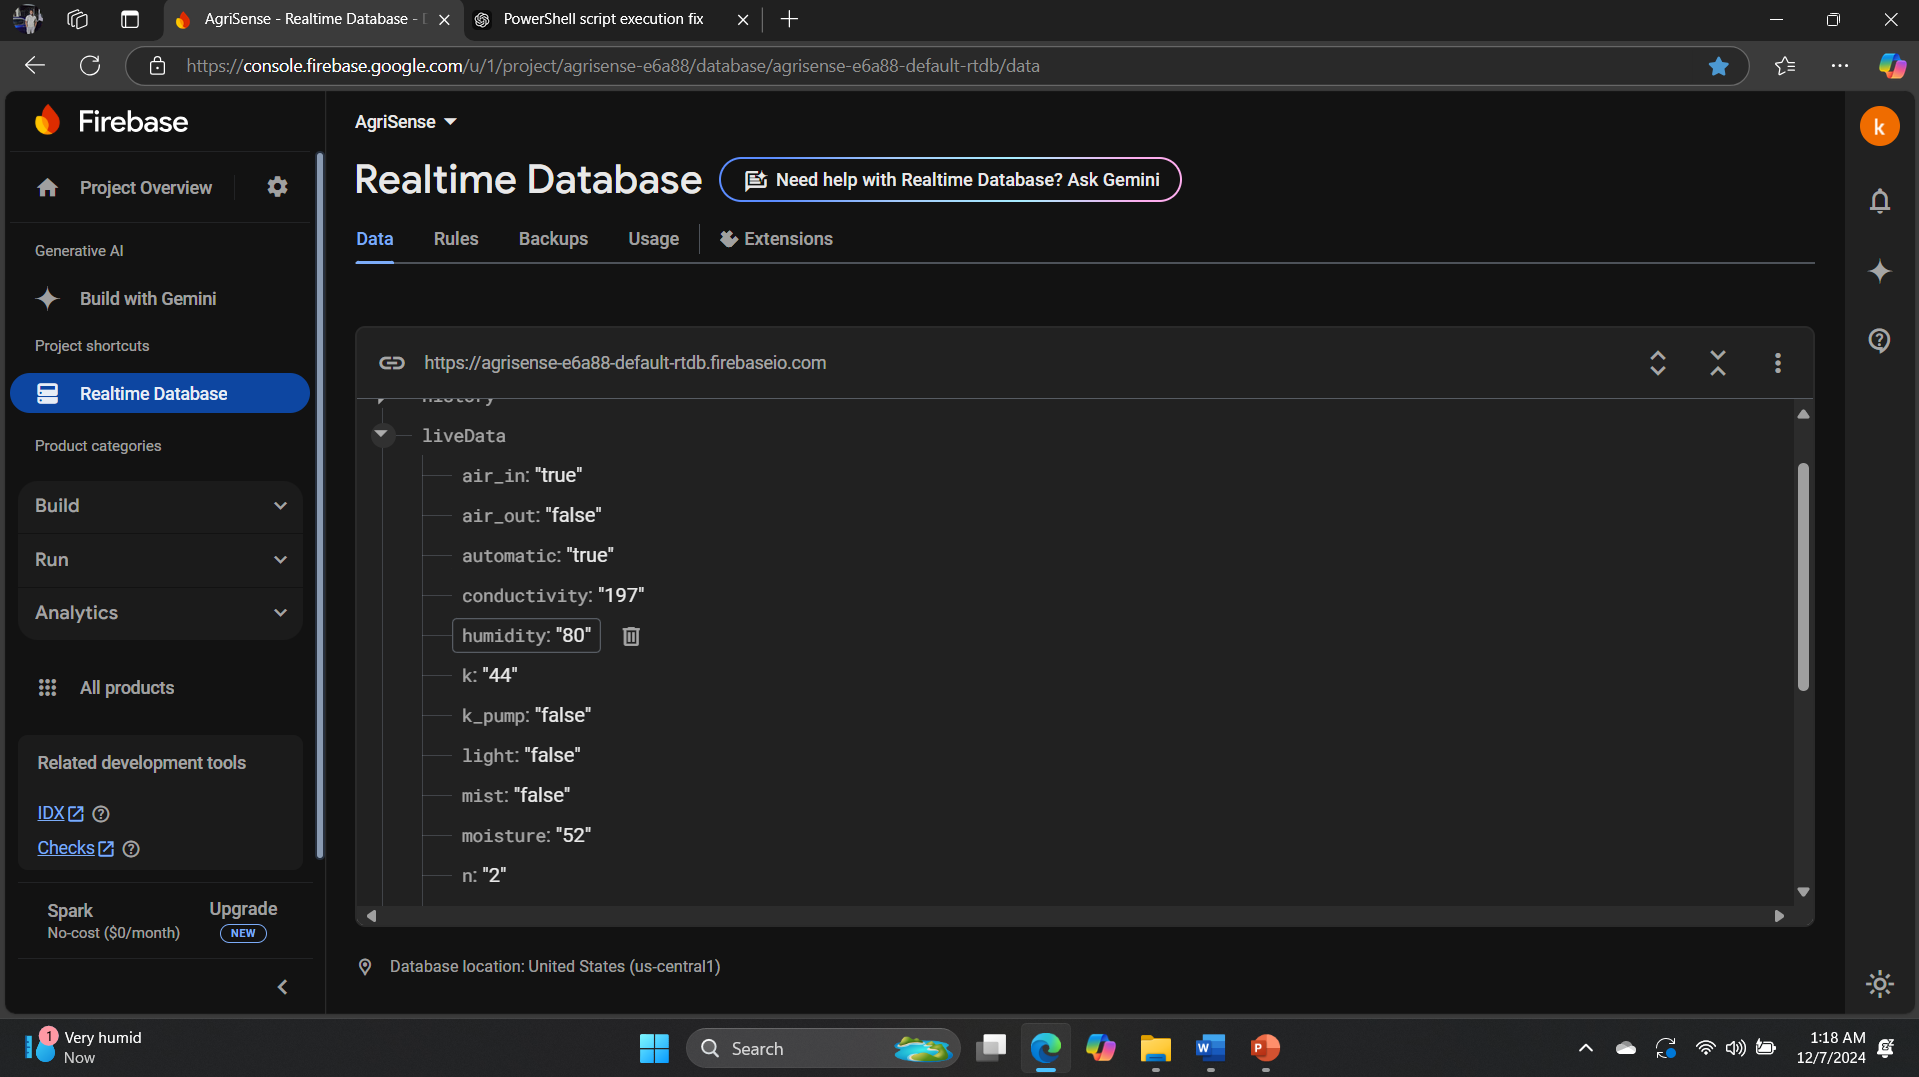 AgriSense - Realtime Database -
PowerShell script execution fix
https://console.firebase.google.com/u/1/project/agrisense-e6a88/database/agrisense-e6a88-default-rtdb/data
Firebase
Project Overview
Generative AI
Build with Gemini
Project shortcuts
Realtime Database
Product categories
Build
Run
Analytics
All products
Related development tools
IDX
Checks
Spark
No-cost ($0/month)
Upgrade
NEW
AgriSense
Realtime Database
Need help with Realtime Database? Ask Gemini
Data
Rules
Backups
Usage
Extensions
https://agrisense-e6a88-default-rtdb.firebaseio.com
history
liveData
air_in: "true"
air_out: "false"
automatic: "true"
conductivity: "197"
humidity: "80"
k: "44"
k_pump: "false"
light: "false"
mist: "false"
moisture: "52"
n: "2"
Database location: United States (us-central1)
k
1
Very humid
Now
Search
W
P
1:18 AM
12/7/2024